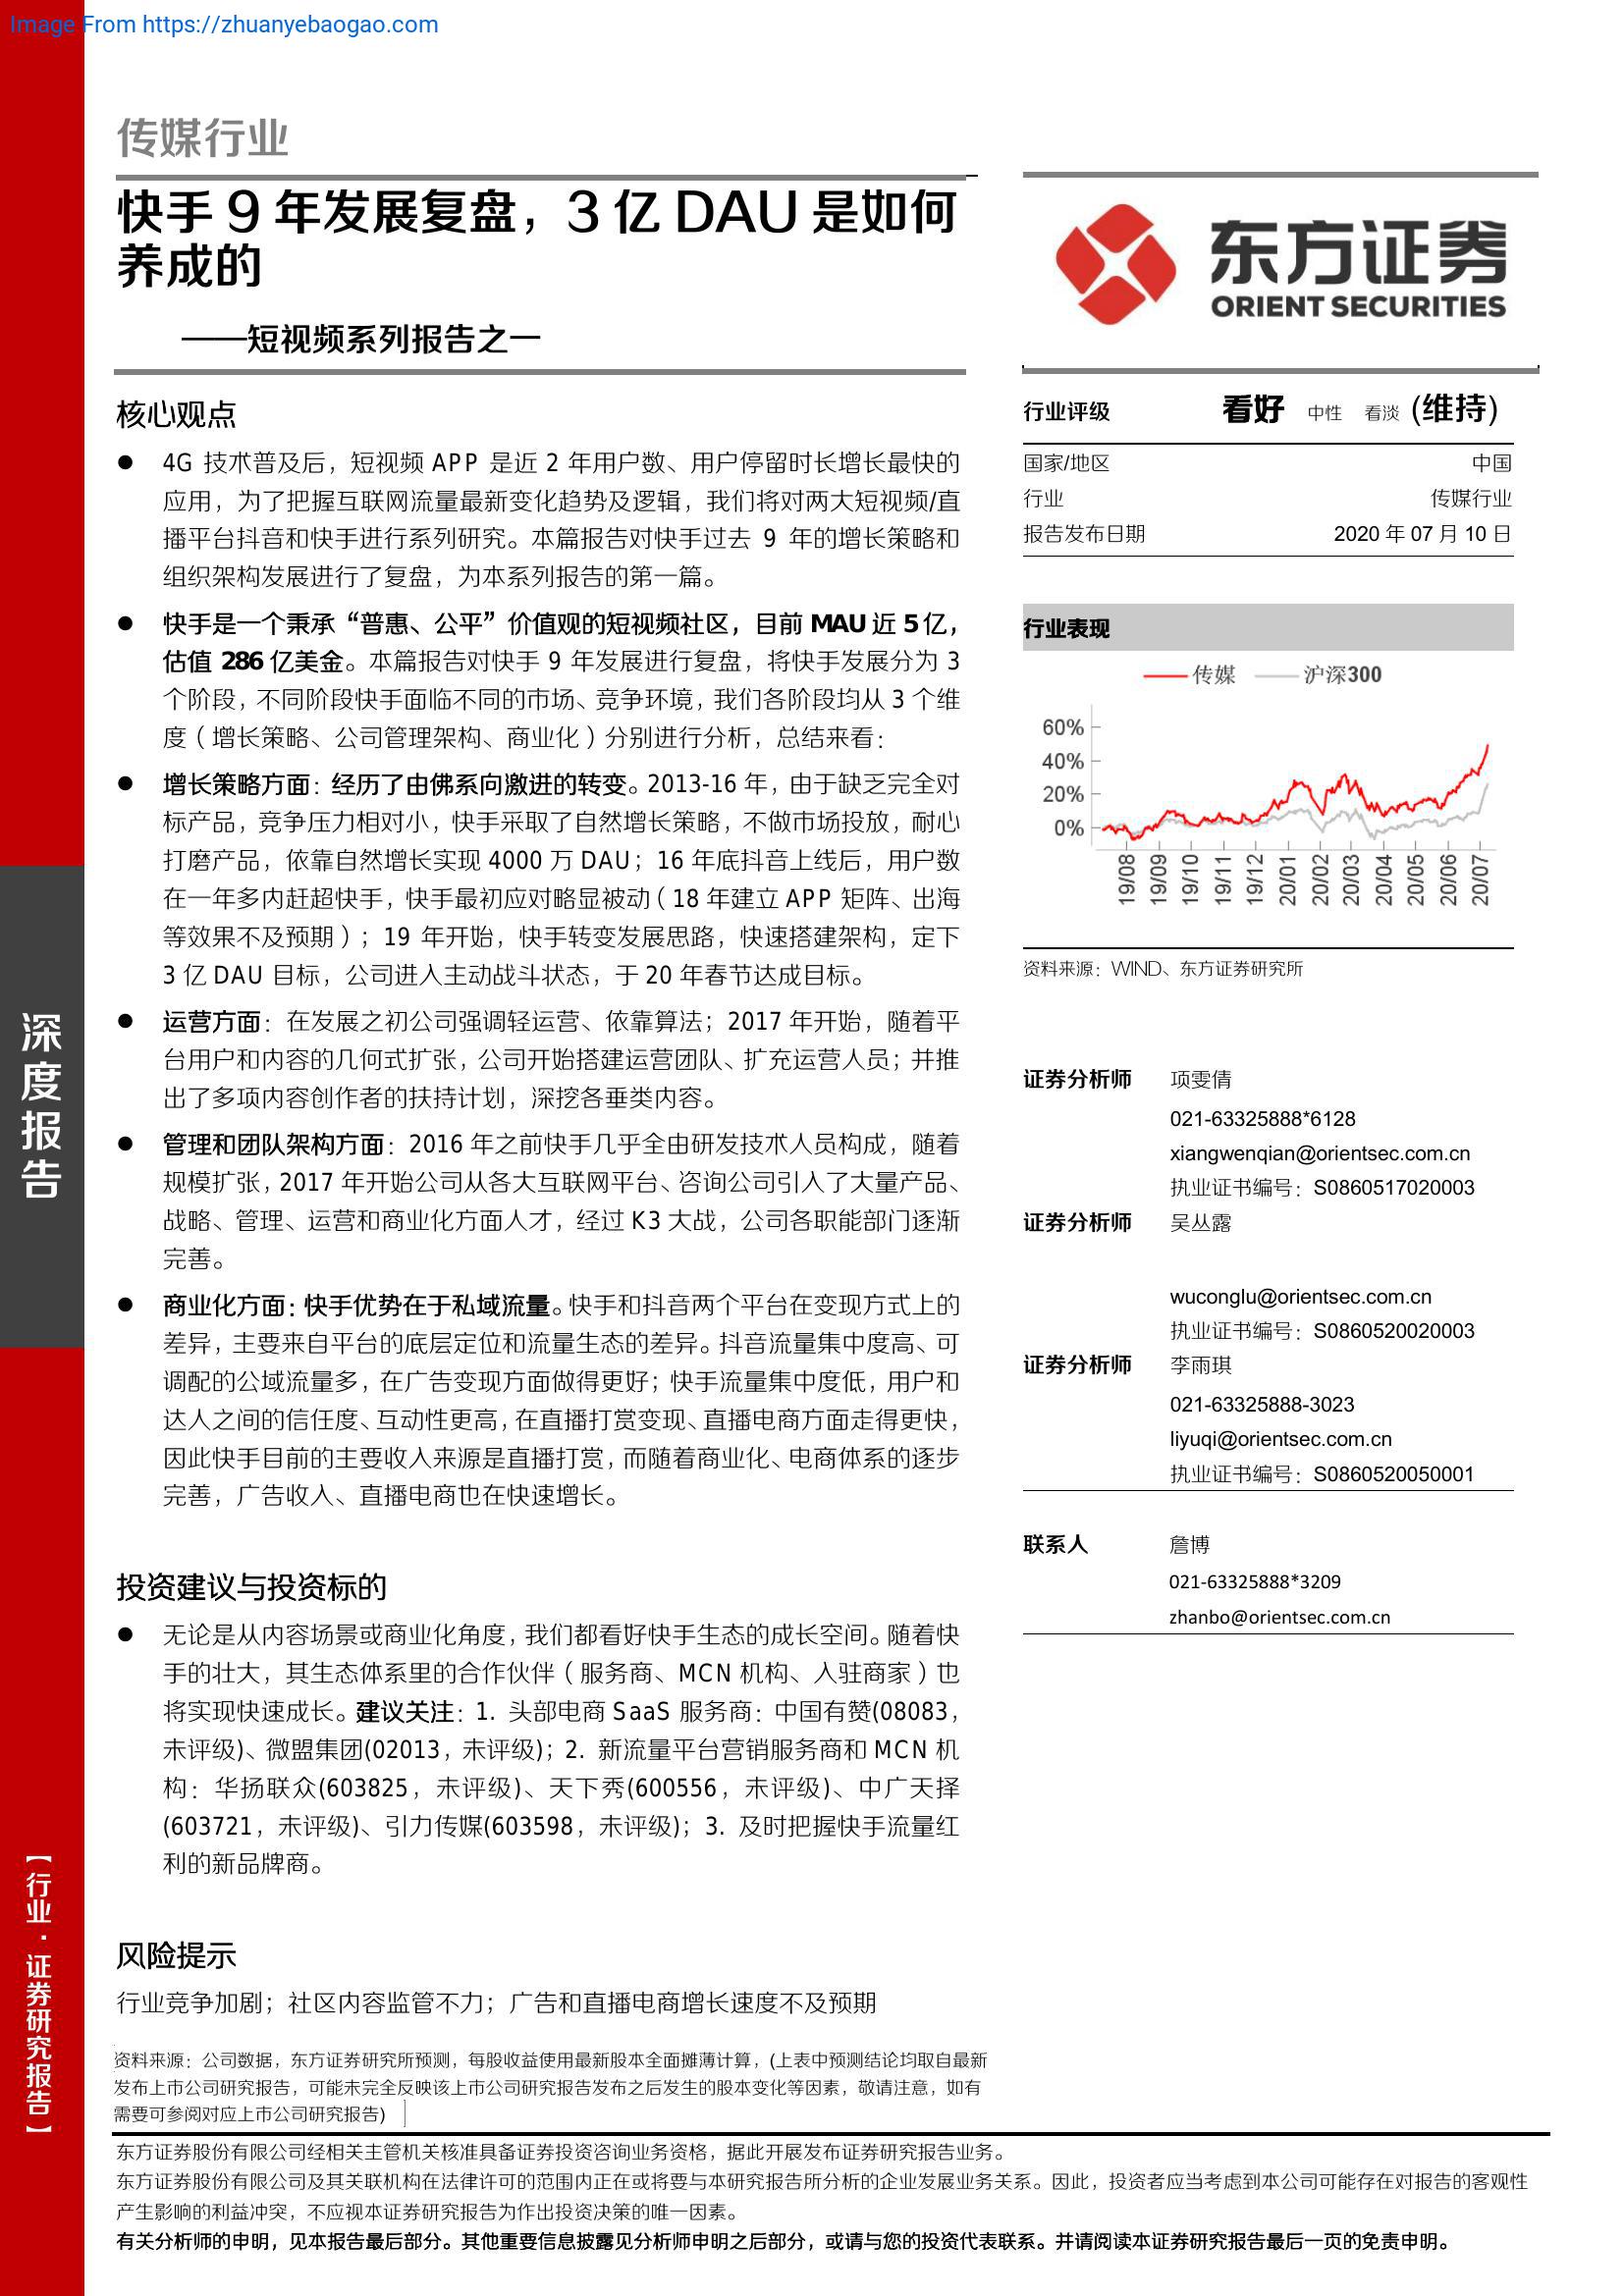 Image From https://zhuanyebaogao.com
传媒行业
快手 9 年发展复盘，3 亿 DAU 是如何
养成的
——短视频系列报告之一
核心观点
● 4G 技术普及后，短视频 APP 是近 2 年用户数、用户停留时长增长最快的
应用，为了把握互联网流量最新变化趋势及逻辑，我们将对两大短视频/直
播平台抖音和快手进行系列研究。本篇报告对快手过去 9 年的增长策略和
组织架构发展进行了复盘，为本系列报告的第一篇。
● 快手是一个秉承“普惠、公平”价值观的短视频社区，目前 MAU 近 5 亿，
估值 286 亿美金。本篇报告对快手 9 年发展进行复盘，将快手发展分为 3
个阶段，不同阶段快手面临不同的市场、竞争环境，我们各阶段均从 3 个维
度（增长策略、公司管理架构、商业化）分别进行分析，总结来看：
● 增长策略方面：经历了由佛系向激进的转变。2013-16 年，由于缺乏完全对
标产品，竞争压力相对小，快手采取了自然增长策略，不做市场投放，耐心
打磨产品，依靠自然增长实现 4000 万 DAU；16 年底抖音上线后，用户数
在一年多内赶超快手，快手最初应对略显被动（18 年建立 APP 矩阵、出海
等效果不及预期）；19 年开始，快手转变发展思路，快速搭建架构，定下
3 亿 DAU 目标，公司进入主动战斗状态，于 20 年春节达成目标。
● 运营方面：在发展之初公司强调轻运营、依靠算法；2017 年开始，随着平
台用户和内容的几何式扩张，公司开始搭建运营团队、扩充运营人员；并推
出了多项内容创作者的扶持计划，深挖各垂类内容。
● 管理和团队架构方面：2016 年之前快手几乎全由研发技术人员构成，随着
规模扩张，2017 年开始公司从各大互联网平台、咨询公司引入了大量产品、
战略、管理、运营和商业化方面人才，经过 K3 大战，公司各职能部门逐渐
完善。
● 商业化方面：快手优势在于私域流量。快手和抖音两个平台在变现方式上的
差异，主要来自平台的底层定位和流量生态的差异。抖音流量集中度高、可
调配的公域流量多，在广告变现方面做得更好；快手流量集中度低，用户和
达人之间的信任度、互动性更高，在直播打赏变现、直播电商方面走得更快，
因此快手目前的主要收入来源是直播打赏，而随着商业化、电商体系的逐步
完善，广告收入、直播电商也在快速增长。
投资建议与投资标的
● 无论是从内容场景或商业化角度，我们都看好快手生态的成长空间。随着快
手的壮大，其生态体系里的合作伙伴（服务商、MCN 机构、入驻商家）也
将实现快速成长。建议关注：1. 头部电商 SaaS 服务商：中国有赞(08083，
未评级)、微盟集团(02013，未评级)；2. 新流量平台营销服务商和 MCN 机
构：华扬联众(603825，未评级)、天下秀(600556，未评级)、中广天择
(603721，未评级)、引力传媒(603598，未评级)；3. 及时把握快手流量红
利的新品牌商。
风险提示
行业竞争加剧；社区内容监管不力；广告和直播电商增长速度不及预期
资料来源：公司数据，东方证券研究所预测，每股收益使用最新股本全面摊薄计算，(上表中预测结论均取自最新
发布上市公司研究报告，可能未完全反映该上市公司研究报告发布之后发生的股本变化等因素，敬请注意，如有
需要可参阅对应上市公司研究报告)
东方证券
ORIENT SECURITIES
行业评级 看好 中性 看淡 (维持)
国家/地区 中国
行业 传媒行业
报告发布日期 2020 年 07 月 10 日
行业表现
传媒 沪深300
60%
40%
20%
0%
19/08 19/09 19/10 19/11 19/12 20/01 20/02 20/03 20/04 20/05 20/06 20/07
资料来源：WIND、东方证券研究所
证券分析师 项雯倩
021-63325888*6128
xiangwenqian@orientsec.com.cn
执业证书编号：S0860517020003
证券分析师 吴丛露
wuconglu@orientsec.com.cn
执业证书编号：S0860520020003
证券分析师 李雨琪
021-63325888-3023
liyuqi@orientsec.com.cn
执业证书编号：S0860520050001
联系人 詹博
021-63325888*3209
zhanbo@orientsec.com.cn
深度报告
【行业·证券研究报告】
东方证券股份有限公司经相关主管机关核准具备证券投资咨询业务资格，据此开展发布证券研究报告业务。
东方证券股份有限公司及其关联机构在法律许可的范围内正在或将要与本研究报告所分析的企业发展业务关系。因此，投资者应当考虑到本公司可能存在对报告的客观性
产生影响的利益冲突，不应视本证券研究报告为作出投资决策的唯一因素。
有关分析师的申明，见本报告最后部分。其他重要信息披露见分析师申明之后部分，或请与您的投资代表联系。并请阅读本证券研究报告最后一页的免责申明。